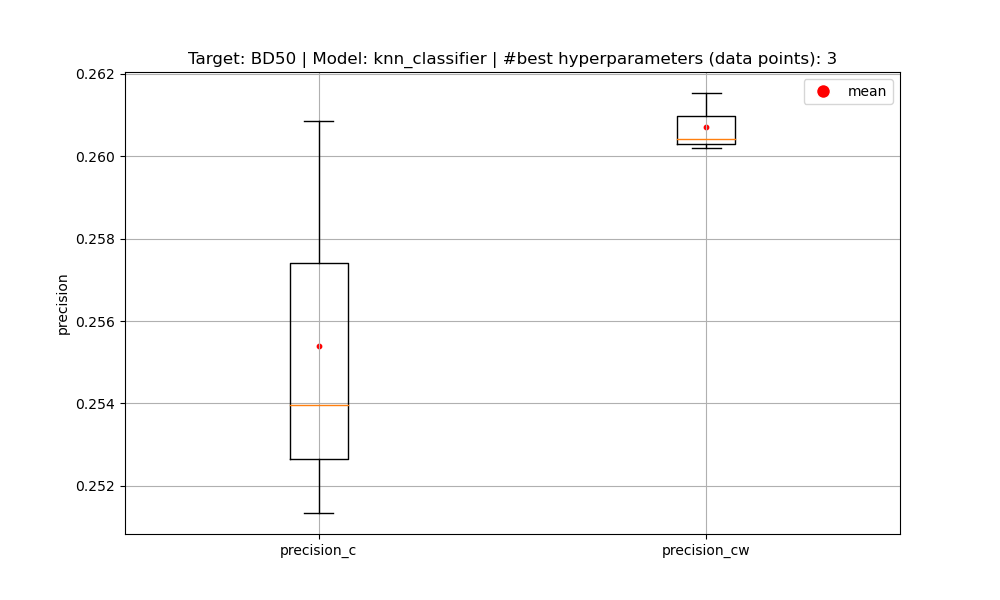 Target: BD50 | Model: knn_classifier | #best hyperparameters (data points): 3
mean
0.262
0.260
0.258
0.256
0.254
0.252
precision
precision_c
precision_cw